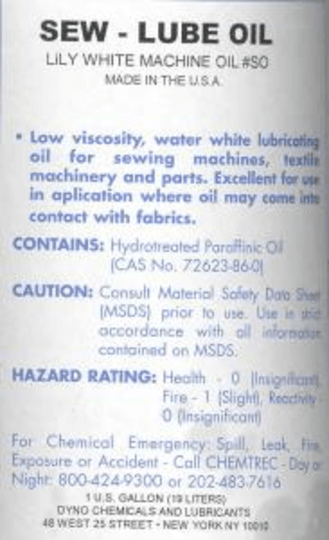 SEW - LUBE OIL
LILY WHITE MACHINE OIL #SO
MADE IN THE U.S.A.
• Low viscosity, water white lubricating
oil for sewing machines, textile
machinery and parts. Excellent for use
in aplication where oil may come into
contact with fabrics.
CONTAINS: Hydrotreated Paraffinic Oil
(CAS No. 72623-86-0)
CAUTION: Consult Material Safety Data Sheet
(MSDS) prior to use. Use in strict
accordance with all information
contained on MSDS.
HAZARD RATING: Health - 0 (Insignificant),
Fire - 1 (Slight), Reactivity -
0 (Insignificant)
For Chemical Emergency: Spill, Leak, Fire,
Exposure or Accident - Call CHEMTREC - Day or
Night: 800-424-9300 or 202-483-7616
1 U.S. GALLON (19 LITERS)
DYNO CHEMICALS AND LUBRICANTS
48 WEST 25 STREET • NEW YORK NY 10010